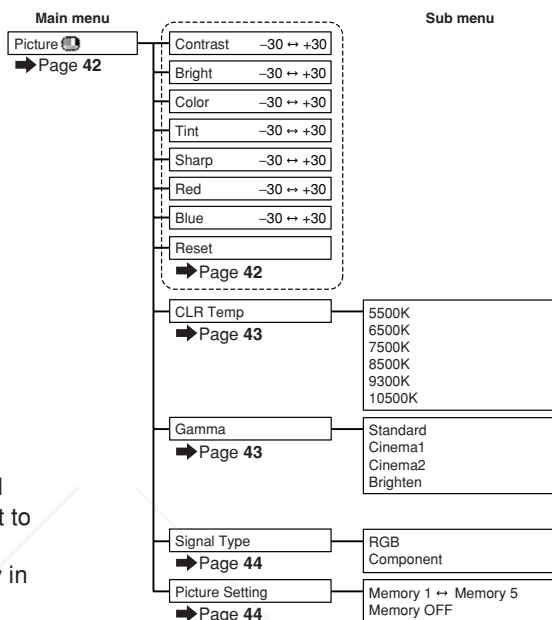 Main menu
Sub menu
Picture
➡Page 42
Contrast –30 ↔ +30
Bright –30 ↔ +30
Color –30 ↔ +30
Tint –30 ↔ +30
Sharp –30 ↔ +30
Red –30 ↔ +30
Blue –30 ↔ +30
Reset
➡Page 42
CLR Temp
➡Page 43
5500K
6500K
7500K
8500K
9300K
10500K
Gamma
➡Page 43
Standard
Cinema1
Cinema2
Brighten
t to
in
Signal Type
➡Page 44
RGB
Component
Picture Setting
➡Page 44
Memory 1 ↔ Memory 5
Memory OFF